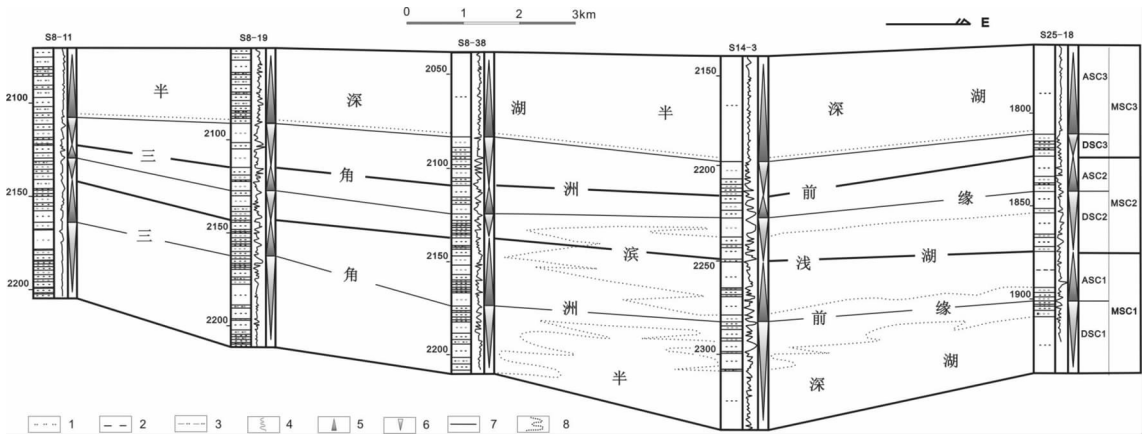 0 1 2 3km
E
S8-11 S8-19 S8-38 S14-3 S25-18
2100
2150
2200
2100
2150
2200
2050
2100
2150
2200
2150
2200
2250
2300
1800
1850
1900
半 深 湖 半 深 湖
三 角 洲 前 缘
滨 浅 湖
三 角 洲 前 缘
半 深 湖
ASC3
DSC3
ASC2
DSC2
ASC1
DSC1
MSC3
MSC2
MSC1
1 2 3 4 5 6 7 8